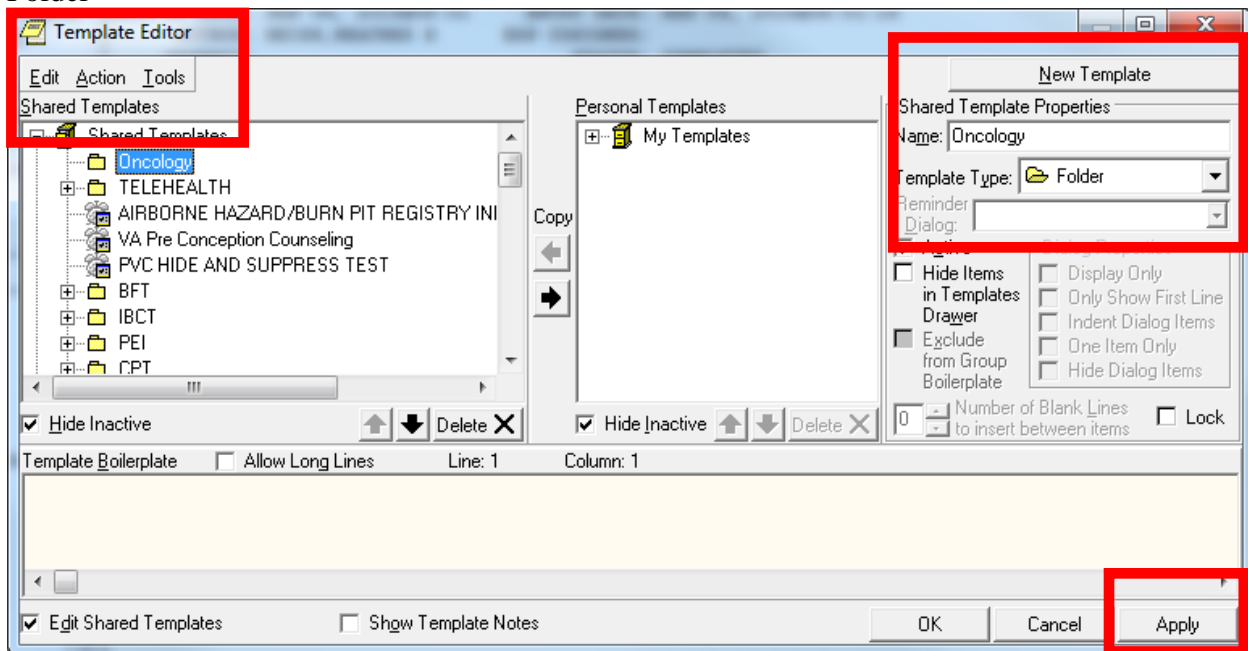 Folder
Template Editor
Edit Action Tools
New Template
Shared Templates
Shared Templates
Oncology
TELEHEALTH
AIRBORNE HAZARD/BURN PIT REGISTRY INI
VA Pre Conception Counseling
PVC HIDE AND SUPPRESS TEST
BFT
IBCT
PEI
CPT
Hide Inactive
Delete
Copy
Personal Templates
My Templates
Hide Inactive
Delete
Shared Template Properties
Name: Oncology
Template Type: Folder
Reminder
Dialog:
Active
Hide Items
in Templates
Drawer
Exclude
from Group
Boilerplate
Display Only
Only Show First Line
Indent Dialog Items
One Item Only
Hide Dialog Items
0 Number of Blank Lines
to insert between items
Lock
Template Boilerplate Allow Long Lines Line: 1 Column: 1
Edit Shared Templates Show Template Notes OK Cancel Apply